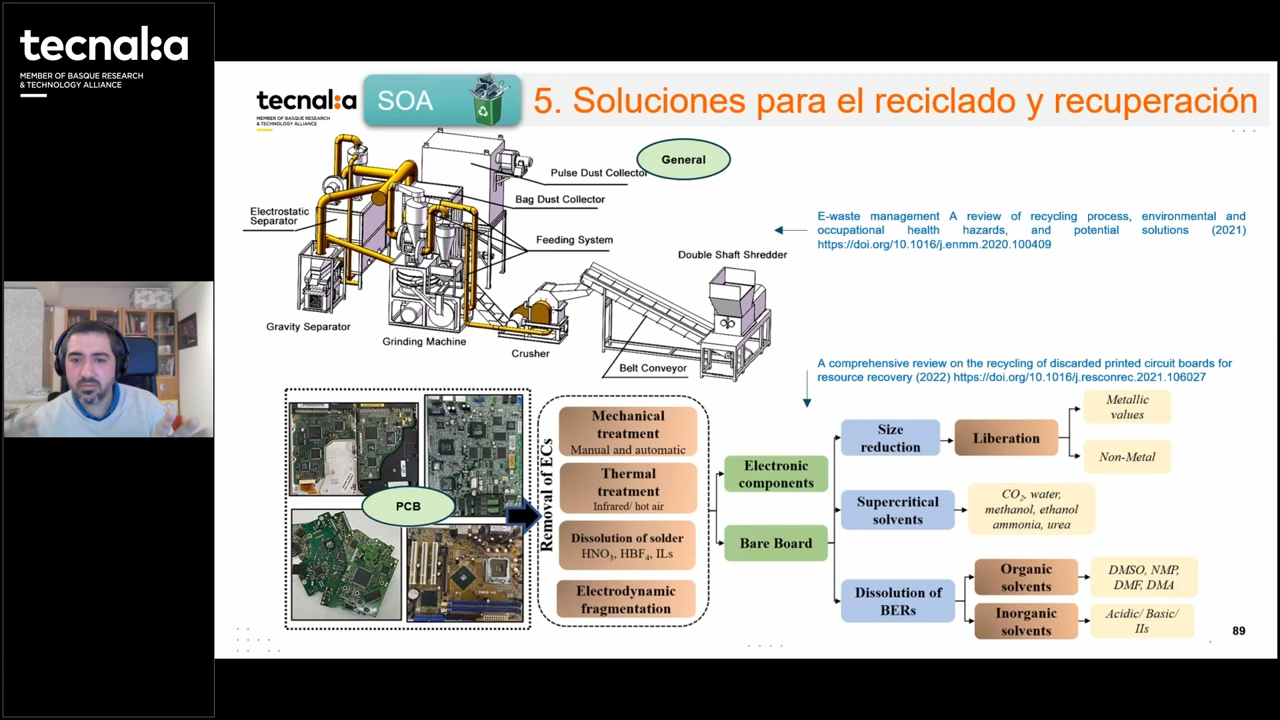 tecnal:a
MEMBER OF BASQUE RESEARCH
& TECHNOLOGY ALLIANCE
tecnal:a
MEMBER OF BASQUE RESEARCH
& TECHNOLOGY ALLIANCE
SOA
5. Soluciones para el reciclado y recuperación
General
Pulse Dust Collector
Bag Dust Collector
Electrostatic
Separator
Feeding System
Double Shaft Shredder
Gravity Separator
Grinding Machine
Crusher
Belt Conveyor
E-waste management A review of recycling process, environmental and
occupational health hazards, and potential solutions (2021)
https://doi.org/10.1016/j.enmm.2020.100409
A comprehensive review on the recycling of discarded printed circuit boards for
resource recovery (2022) https://doi.org/10.1016/j.resconrec.2021.106027
PCB
Removal of ECs
Mechanical
treatment
Manual and automatic
Thermal
treatment
Infrared/ hot air
Dissolution of solder
HNO₃, HBF₄, ILs
Electrodynamic
fragmentation
Electronic
components
Bare Board
Size
reduction
Liberation
Metallic
values
Non-Metal
Supercritical
solvents
CO₂, water,
methanol, ethanol
ammonia, urea
Dissolution of
BERs
Organic
solvents
DMSO, NMP,
DMF, DMA
Inorganic
solvents
Acidic/ Basic/
IIs
89